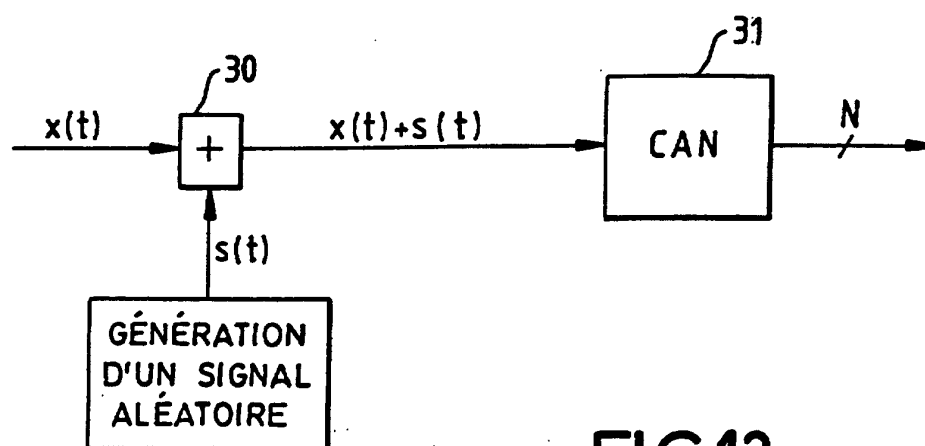 31
30
x(t)
+
x(t)+s(t)
CAN
N
s(t)
GÉNÉRATION
D'UN SIGNAL
ALÉATOIRE